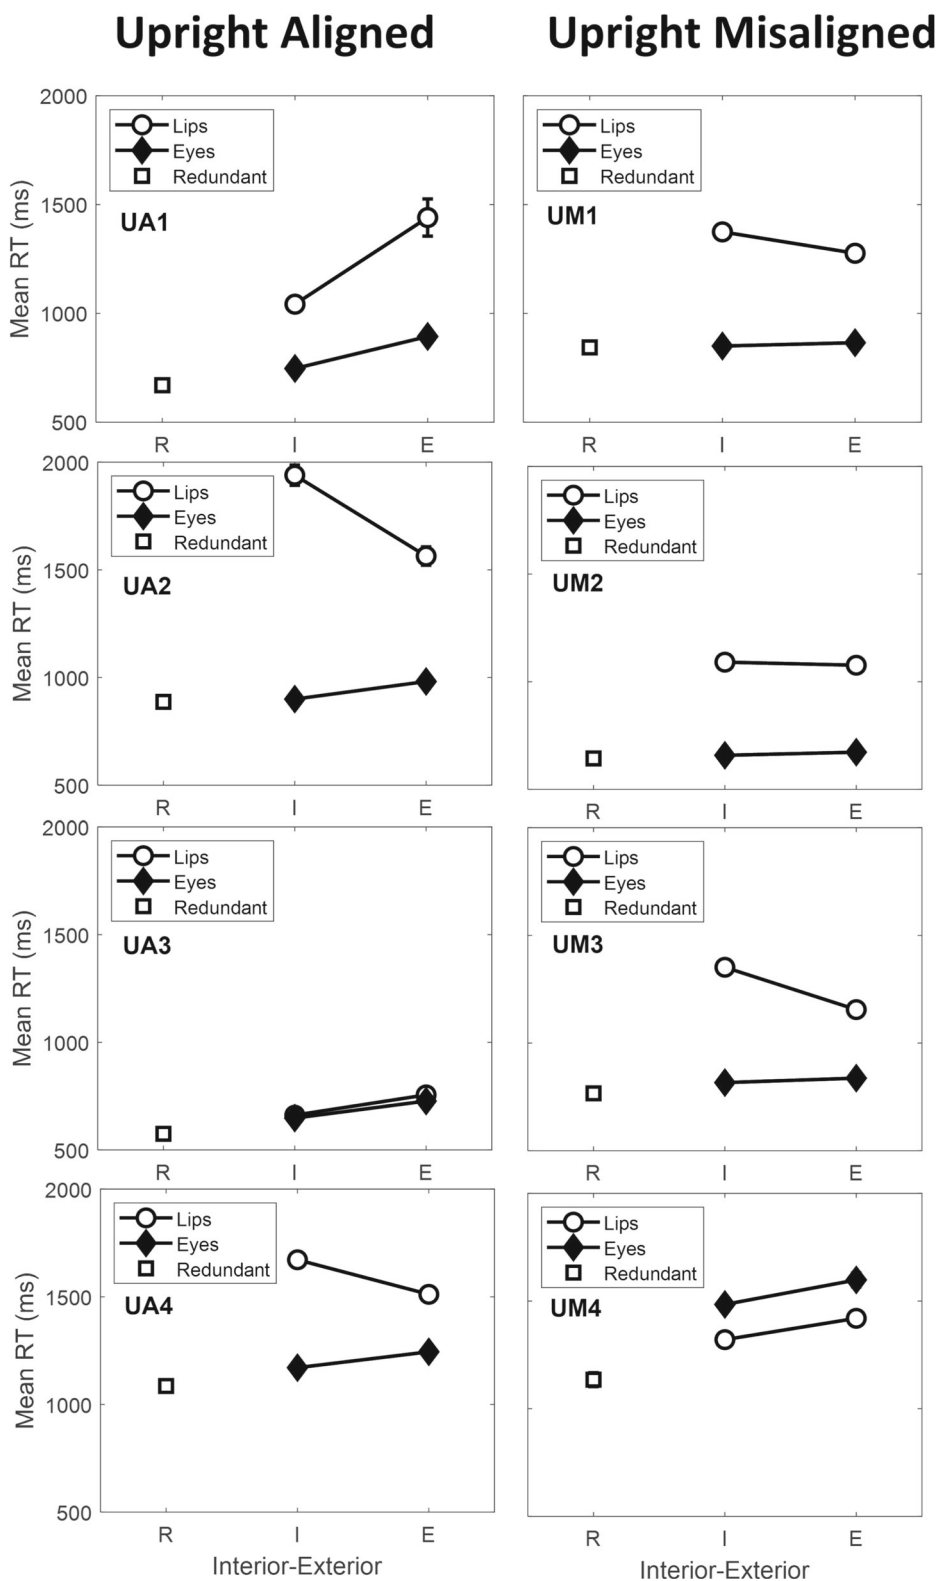 Upright Aligned
Upright Misaligned
2000
1500
1000
500
Mean RT (ms)
Lips
Eyes
Redundant
UA1
R I E
Lips
Eyes
Redundant
UM1
R I E
2000
1500
1000
500
Mean RT (ms)
Lips
Eyes
Redundant
UA2
R I E
Lips
Eyes
Redundant
UM2
R I E
2000
1500
1000
500
Mean RT (ms)
Lips
Eyes
Redundant
UA3
R I E
Lips
Eyes
Redundant
UM3
R I E
2000
1500
1000
500
Mean RT (ms)
Lips
Eyes
Redundant
UA4
R I E
Interior-Exterior
Lips
Eyes
Redundant
UM4
R I E
Interior-Exterior